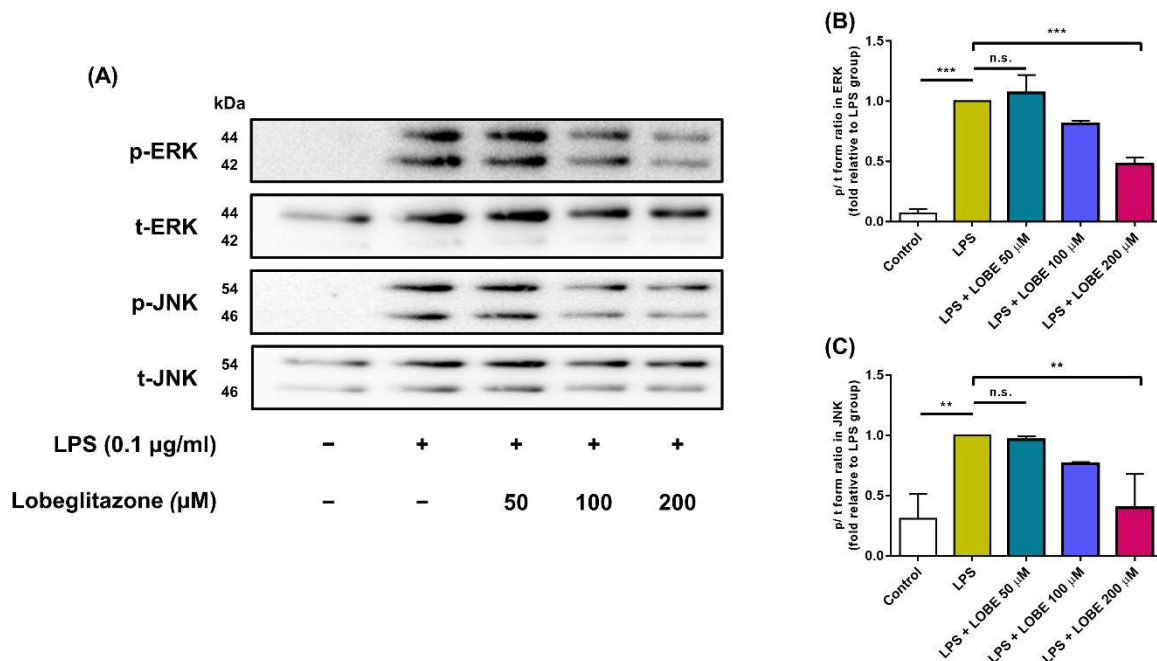 (A)
kDa
p-ERK
44
42
t-ERK
44
42
p-JNK
54
46
t-JNK
54
46
LPS (0.1 µg/ml) – + + + +
Lobeglitazone (µM) – – 50 100 200
(B)
p/ t form ratio in ERK
(fold relative to LPS group)
1.5
1.0
0.5
0.0
***
n.s.
***
Control
LPS
LPS + LOBE 50 µM
LPS + LOBE 100 µM
LPS + LOBE 200 µM
(C)
p/ t form ratio in JNK
(fold relative to LPS group)
1.5
1.0
0.5
0.0
**
n.s.
**
Control
LPS
LPS + LOBE 50 µM
LPS + LOBE 100 µM
LPS + LOBE 200 µM